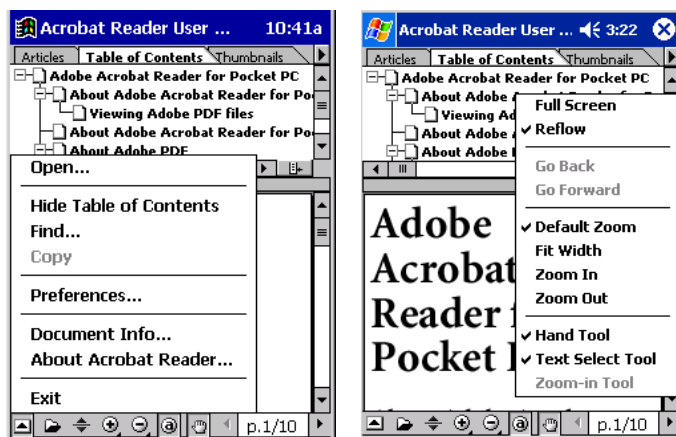 Acrobat Reader User ... 10:41a
Articles Table of Contents Thumbnails
Adobe Acrobat Reader for Pocket PC
About Adobe Acrobat Reader for Po
Viewing Adobe PDF files
About Adobe Acrobat Reader for Po
About Adobe PDF
Open...
Hide Table of Contents
Find...
Copy
Preferences...
Document Info...
About Acrobat Reader...
Exit
p.1/10
Acrobat Reader User ... 3:22
Articles Table of Contents Thumbnails
Adobe Acrobat Reader for Pocket PC
About Adobe
Viewing Ad
About Adobe
About Adobe
Full Screen
Reflow
Go Back
Go Forward
Default Zoom
Fit Width
Zoom In
Zoom Out
Hand Tool
Text Select Tool
Zoom-in Tool
Adobe
Acrobat
Reader
Pocket
p.1/10